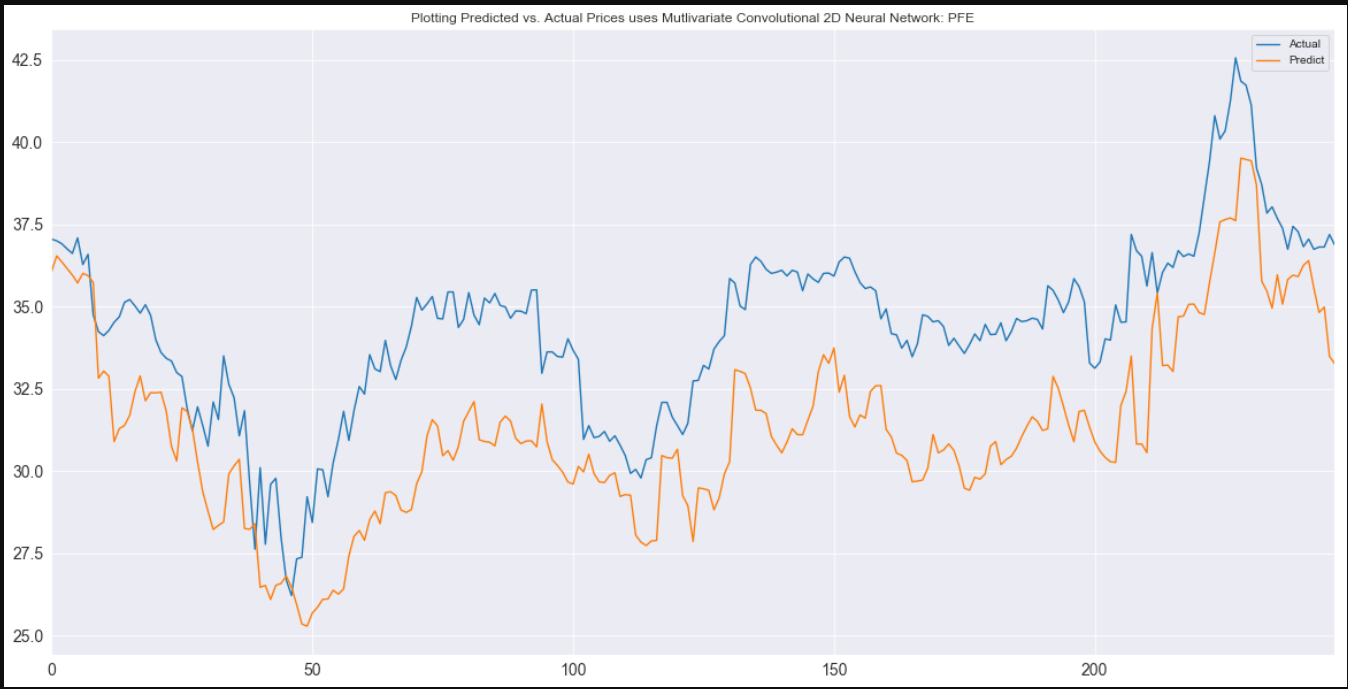 Plotting Predicted vs. Actual Prices uses Mutlivariate Convolutional 2D Neural Network: PFE
Actual
Predict
42.5
40.0
37.5
35.0
32.5
30.0
27.5
25.0
0 50 100 150 200